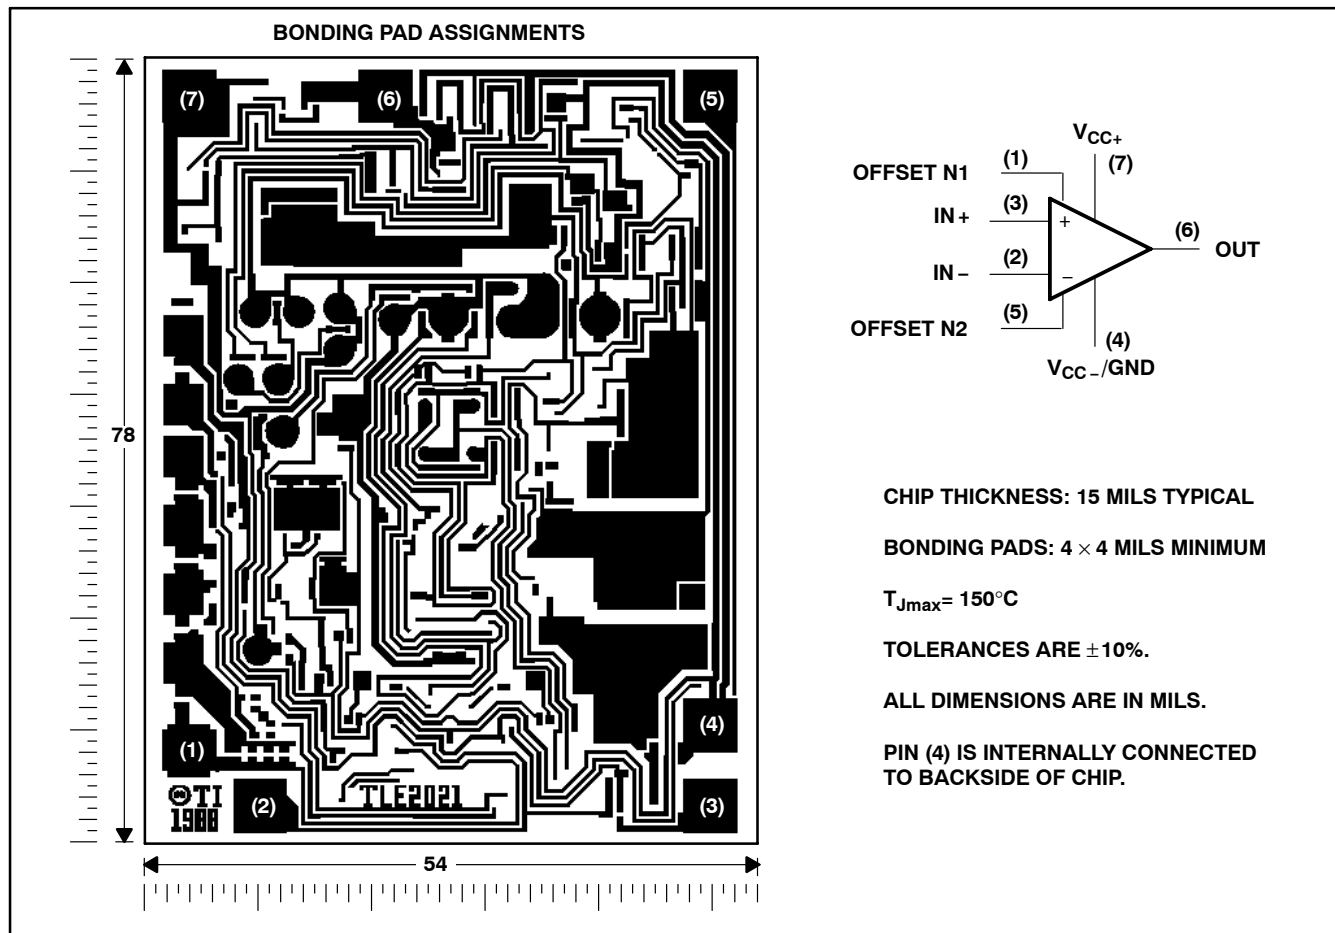 BONDING PAD ASSIGNMENTS
(7)
(6)
(5)
78
(1)
(2)
(4)
(3)
TI
1988
TLE2021
54
VCC+
(7)
OFFSET N1
(1)
IN +
(3)
+
(6)
OUT
IN −
(2)
−
OFFSET N2
(5)
(4)
VCC −/GND
CHIP THICKNESS: 15 MILS TYPICAL
BONDING PADS: 4 × 4 MILS MINIMUM
TJmax= 150°C
TOLERANCES ARE ±10%.
ALL DIMENSIONS ARE IN MILS.
PIN (4) IS INTERNALLY CONNECTED
TO BACKSIDE OF CHIP.